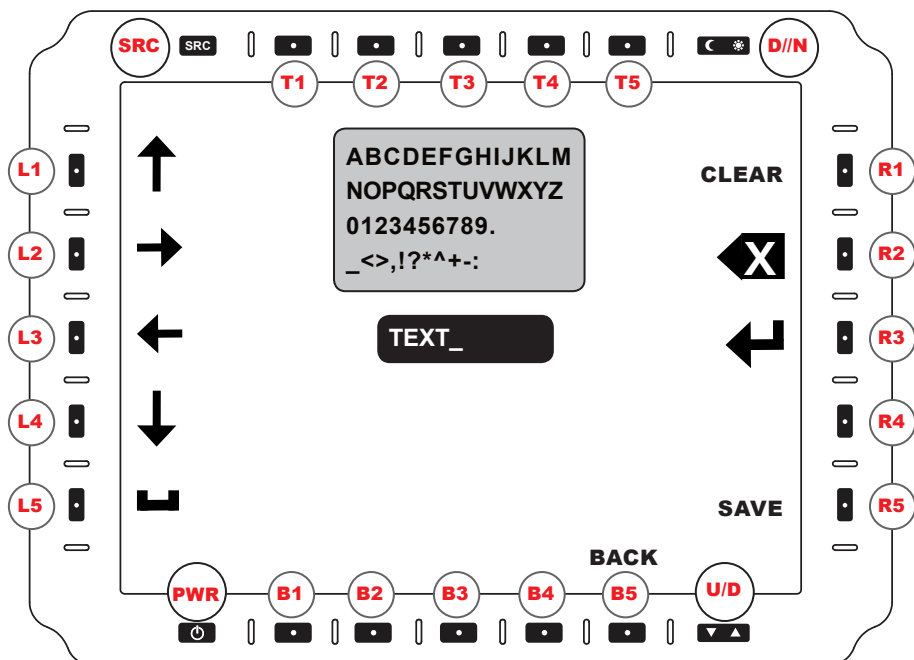 SRC SRC D//N
T1 T2 T3 T4 T5
L1
L2
L3
L4
L5
ABCDEFGHIJKLM
NOPQRSTUVWXYZ
0123456789.
_<>,!?*^+-:
TEXT_
CLEAR
X
SAVE
R1
R2
R3
R4
R5
BACK
PWR B1 B2 B3 B4 B5 U/D